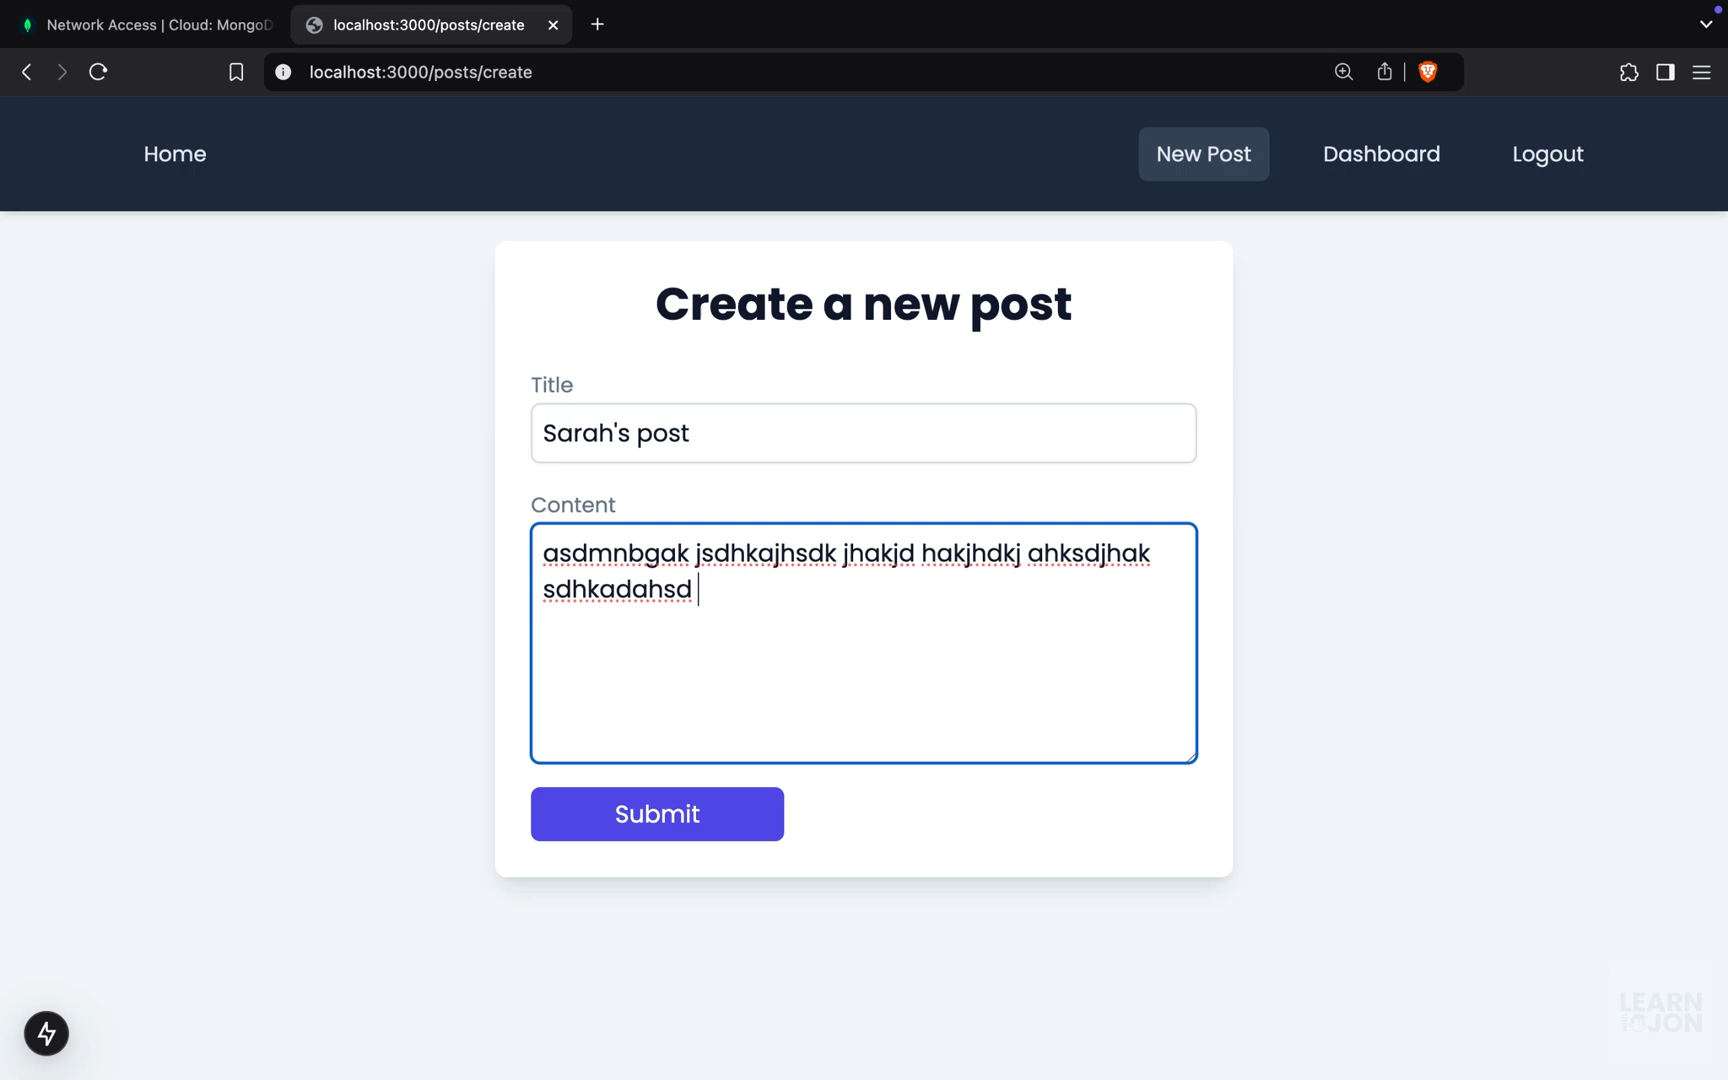 Network Access | Cloud: MongoD
localhost:3000/posts/create
localhost:3000/posts/create
Home
New Post
Dashboard
Logout
Create a new post
Title
Sarah's post
Content
asdmnbgak jsdhkajhsdk jhakjd hakjhdkj ahksdjhak
sdhkadahsd
Submit
LEARN
JON